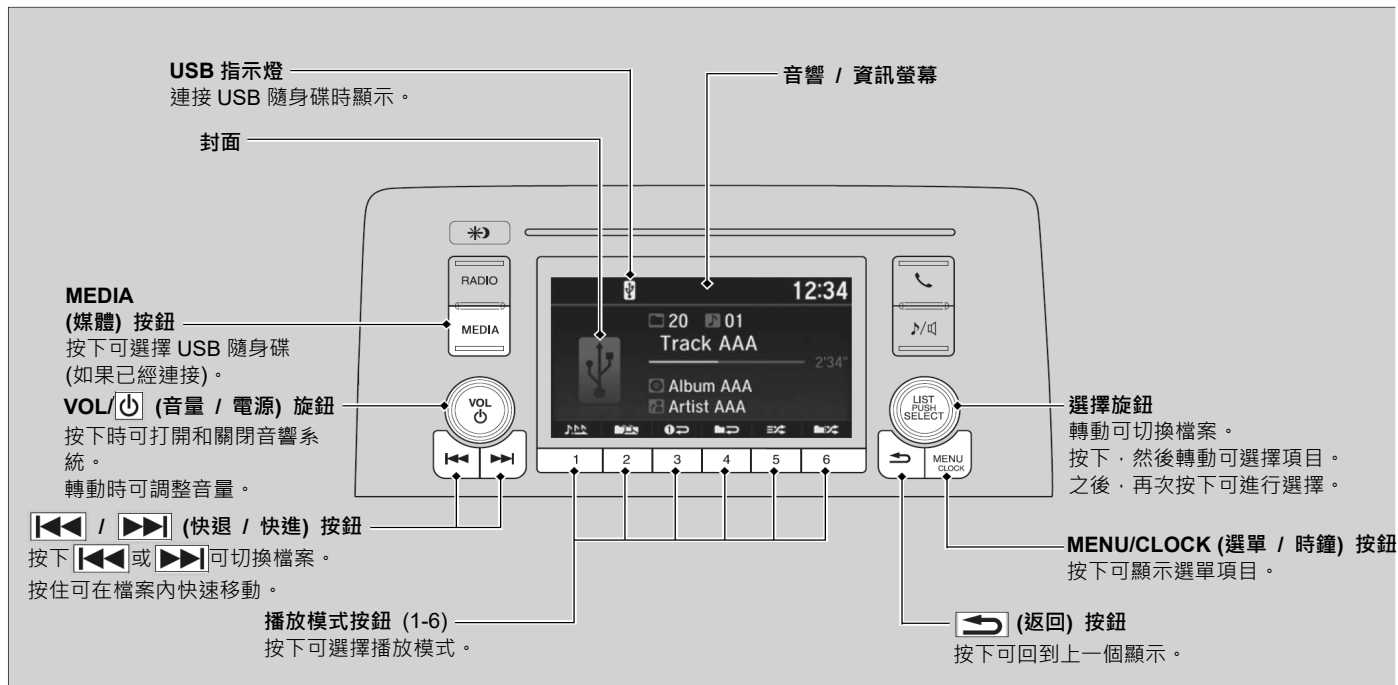 USB 指示燈
連接 USB 隨身碟時顯示。
音響 / 資訊螢幕
封面
MEDIA
(媒體) 按鈕
按下可選擇 USB 隨身碟
(如果已經連接)。
VOL/ (音量 / 電源) 旋鈕
按下時可打開和關閉音響系
統。
轉動時可調整音量。
/ (快退 / 快進) 按鈕
按下 或 可切換檔案。
按住可在檔案內快速移動。
播放模式按鈕 (1-6)
按下可選擇播放模式。
RADIO
MEDIA
VOL
12:34
20 01
Track AAA
2'34"
Album AAA
Artist AAA
1 2 3 4 5 6
LIST
PUSH
SELECT
MENU
CLOCK
選擇旋鈕
轉動可切換檔案。
按下，然後轉動可選擇項目。
之後，再次按下可進行選擇。
MENU/CLOCK (選單 / 時鐘) 按鈕
按下可顯示選單項目。
(返回) 按鈕
按下可回到上一個顯示。